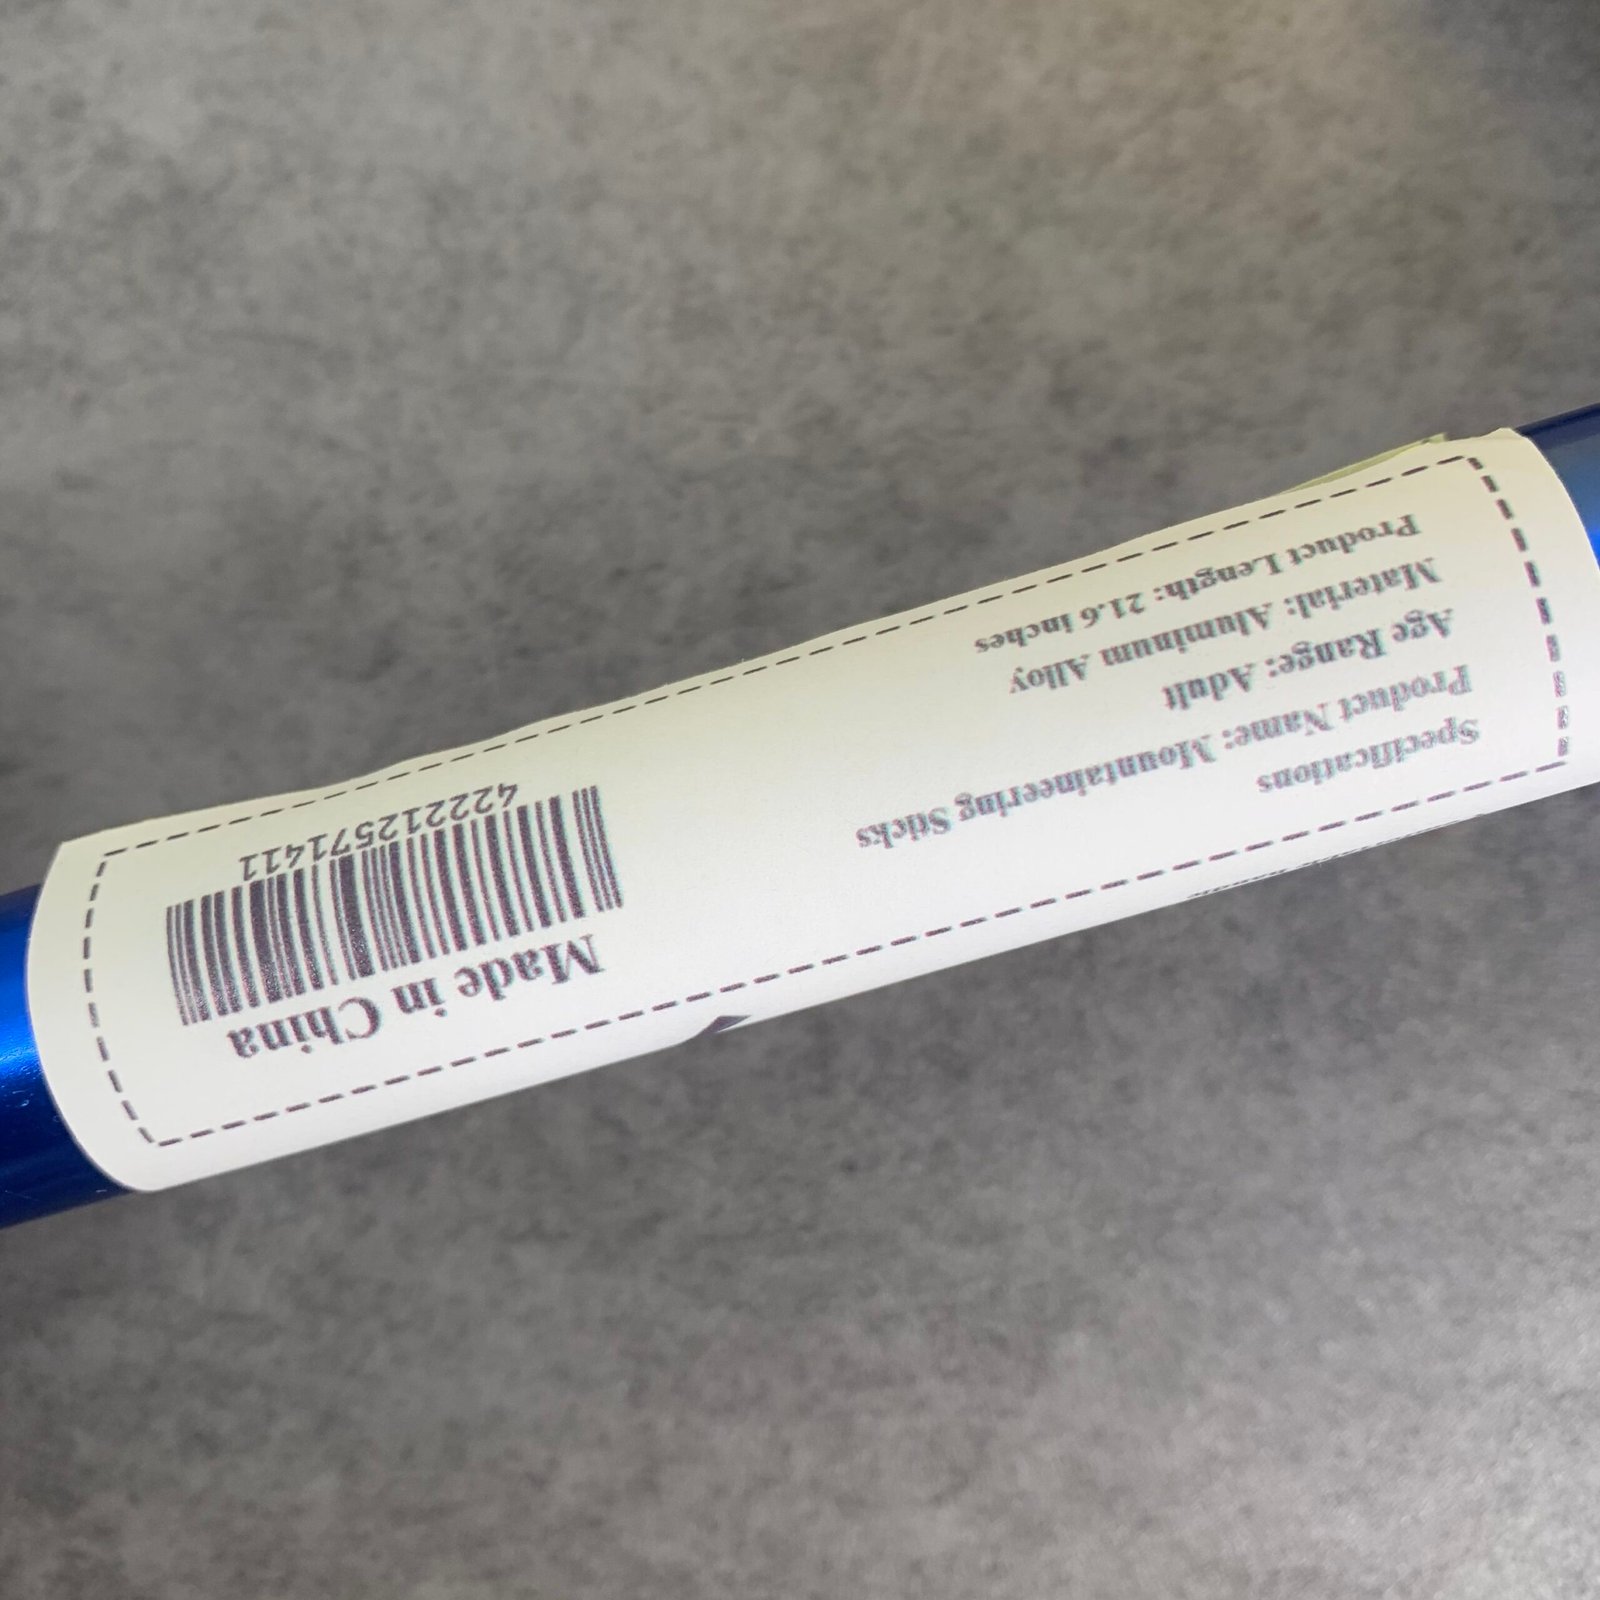 Specifications
Product Name: Mountaineering Sticks
Age Range: Adult
Material: Aluminum Alloy
Product Length: 21.6 inches
Made in China
422212571411